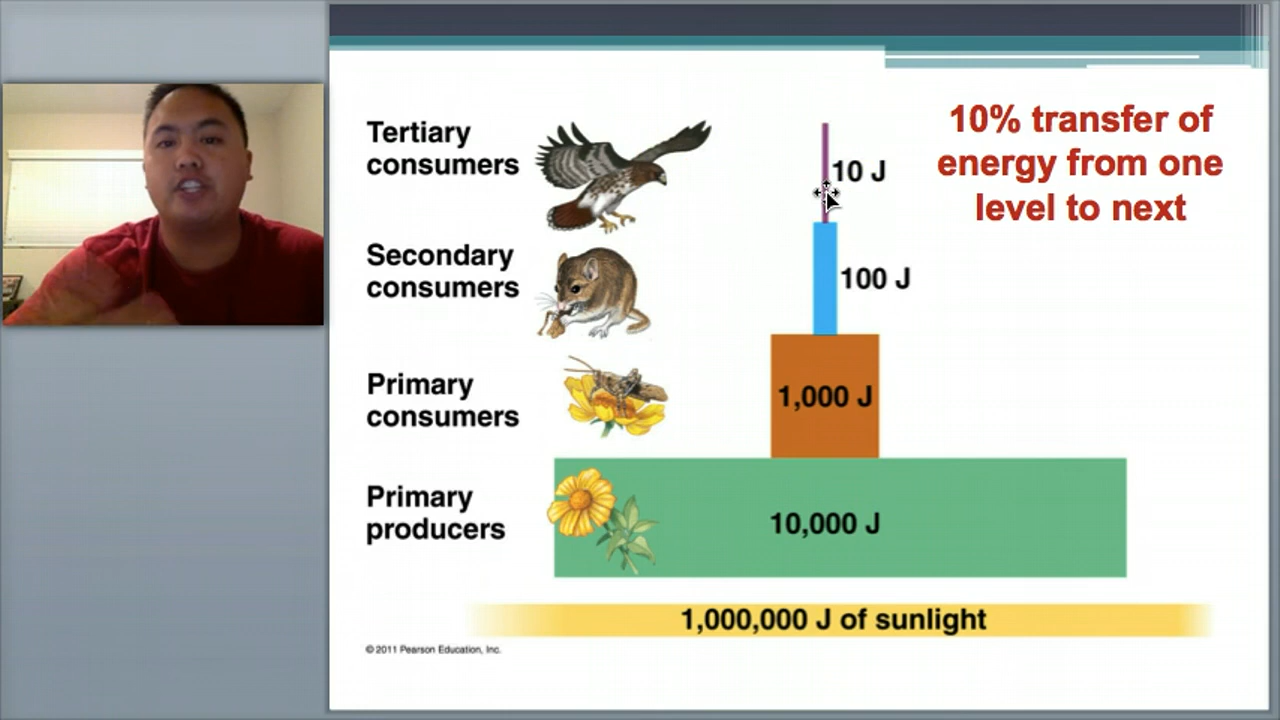 Tertiary
consumers
10 J
10% transfer of
energy from one
level to next
Secondary
consumers
100 J
Primary
consumers
1,000 J
Primary
producers
10,000 J
1,000,000 J of sunlight
© 2011 Pearson Education, Inc.